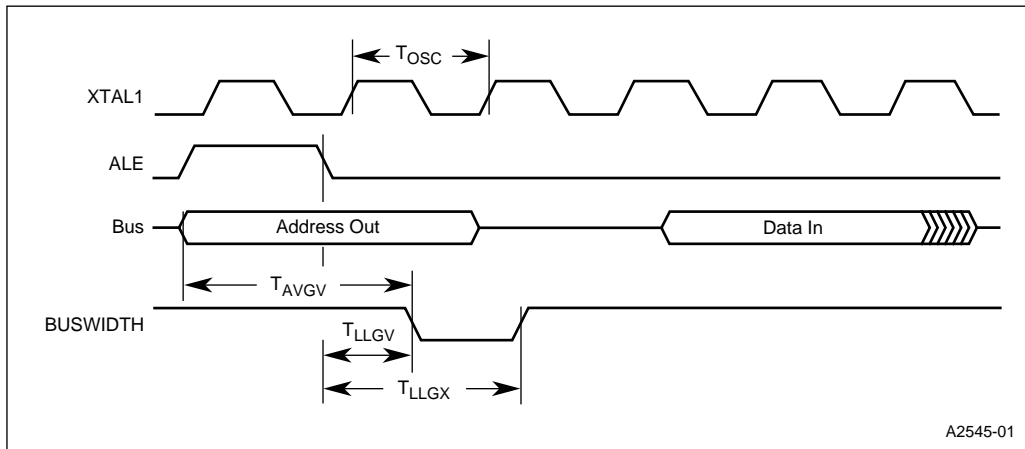 T_OSC
XTAL1
ALE
Bus
Address Out
Data In
T_AVGV
BUSWIDTH
T_LLGV
T_LLGX
A2545-01